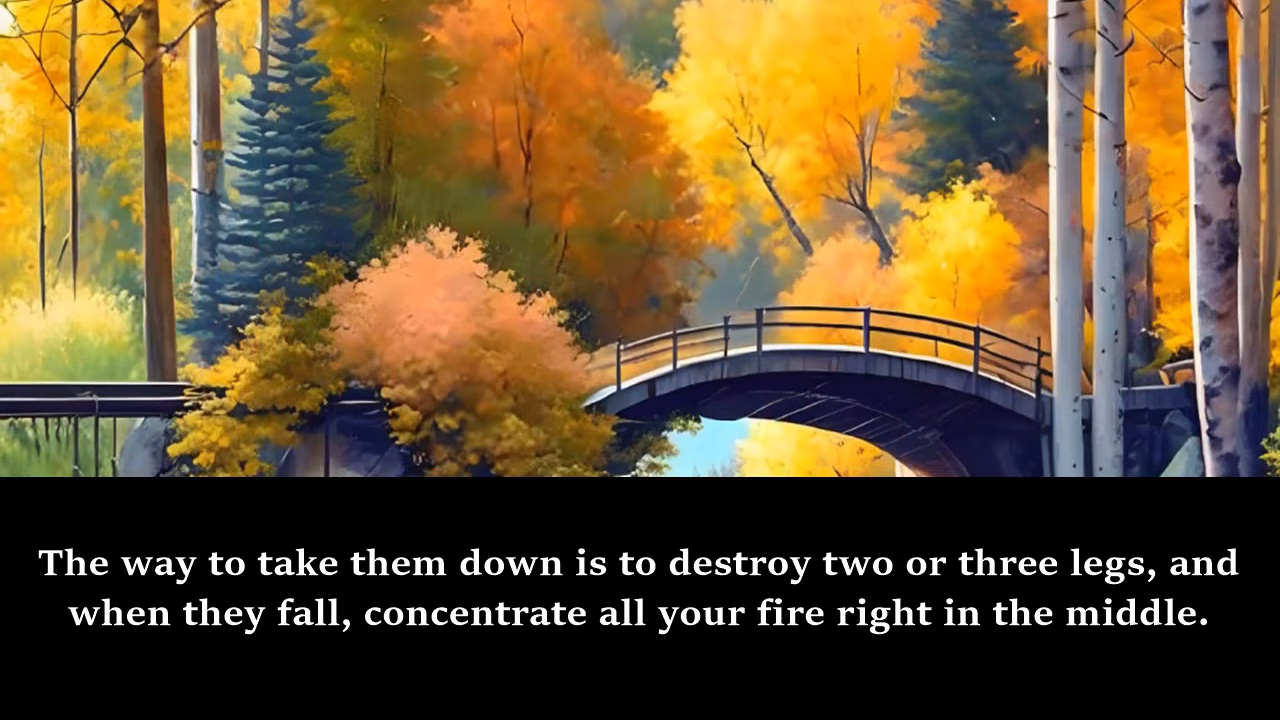 The way to take them down is to destroy two or three legs, and
when they fall, concentrate all your fire right in the middle.